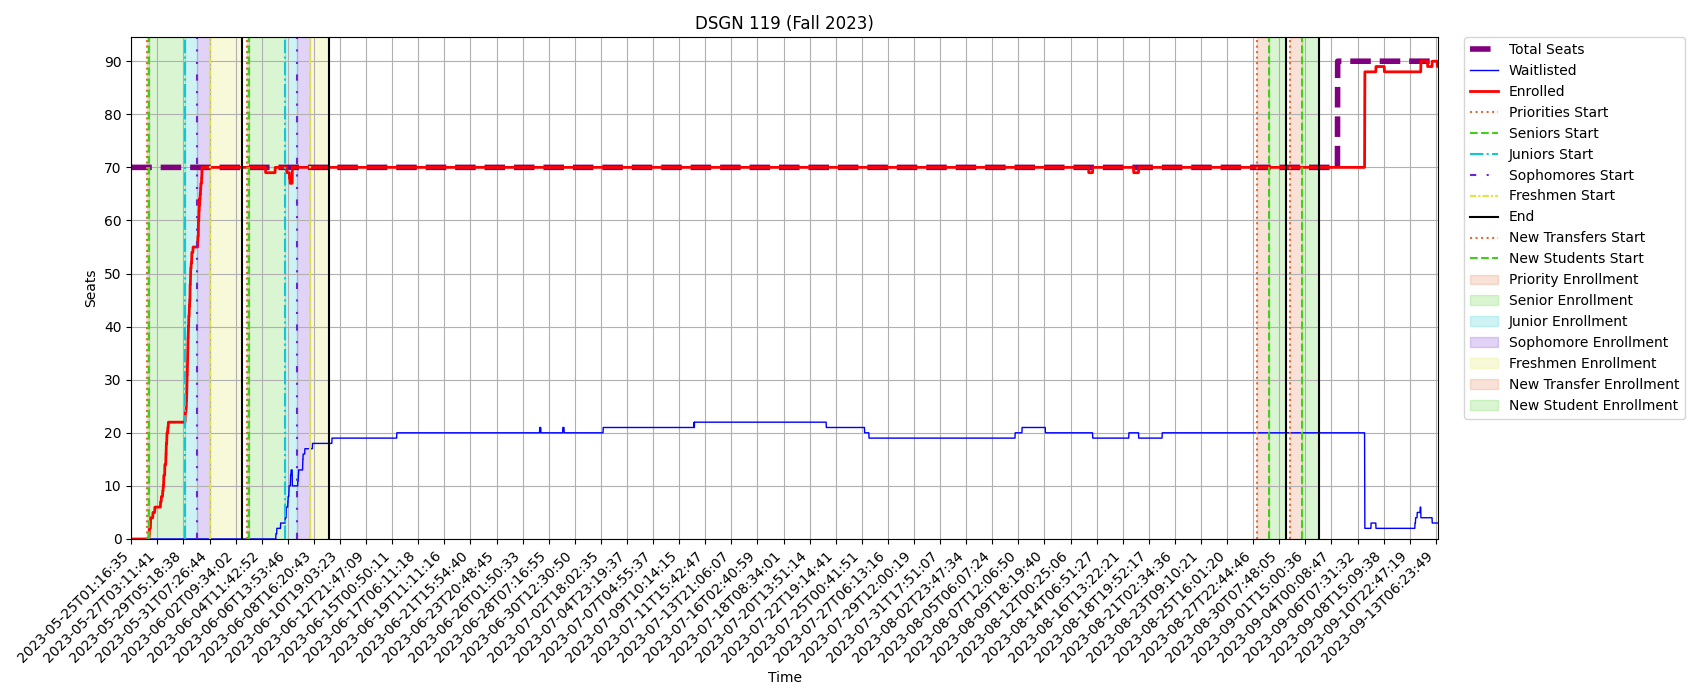 DSGN 119 (Fall 2023)
Seats
90
80
70
60
50
40
30
20
10
0
2023-05-25T01:16:35
2023-05-27T03:11:41
2023-05-29T05:18:38
2023-05-31T07:26:44
2023-06-02T09:34:02
2023-06-04T11:42:52
2023-06-06T13:53:46
2023-06-08T16:20:43
2023-06-10T19:03:23
2023-06-12T21:47:09
2023-06-15T00:50:11
2023-06-17T06:11:18
2023-06-19T11:11:16
2023-06-21T15:54:40
2023-06-23T20:48:45
2023-06-26T01:50:33
2023-06-28T07:16:55
2023-06-30T12:30:50
2023-07-02T18:02:35
2023-07-04T23:19:37
2023-07-07T04:55:37
2023-07-09T10:14:15
2023-07-11T15:42:47
2023-07-13T21:06:07
2023-07-16T02:40:59
2023-07-18T08:34:01
2023-07-20T13:51:14
2023-07-22T19:14:41
2023-07-25T00:41:51
2023-07-27T06:13:16
2023-07-29T12:00:19
2023-07-31T17:51:07
2023-08-02T23:47:34
2023-08-05T06:07:24
2023-08-07T12:06:50
2023-08-09T18:19:40
2023-08-12T00:25:06
2023-08-14T06:51:27
2023-08-16T13:22:21
2023-08-18T19:52:17
2023-08-21T02:34:36
2023-08-23T09:10:21
2023-08-25T16:01:20
2023-08-27T22:44:46
2023-08-30T07:48:05
2023-09-01T15:00:36
2023-09-04T00:08:47
2023-09-06T07:31:32
2023-09-08T15:09:38
2023-09-10T22:47:19
2023-09-13T06:23:49
Time
Total Seats
Waitlisted
Enrolled
Priorities Start
Seniors Start
Juniors Start
Sophomores Start
Freshmen Start
End
New Transfers Start
New Students Start
Priority Enrollment
Senior Enrollment
Junior Enrollment
Sophomore Enrollment
Freshmen Enrollment
New Transfer Enrollment
New Student Enrollment